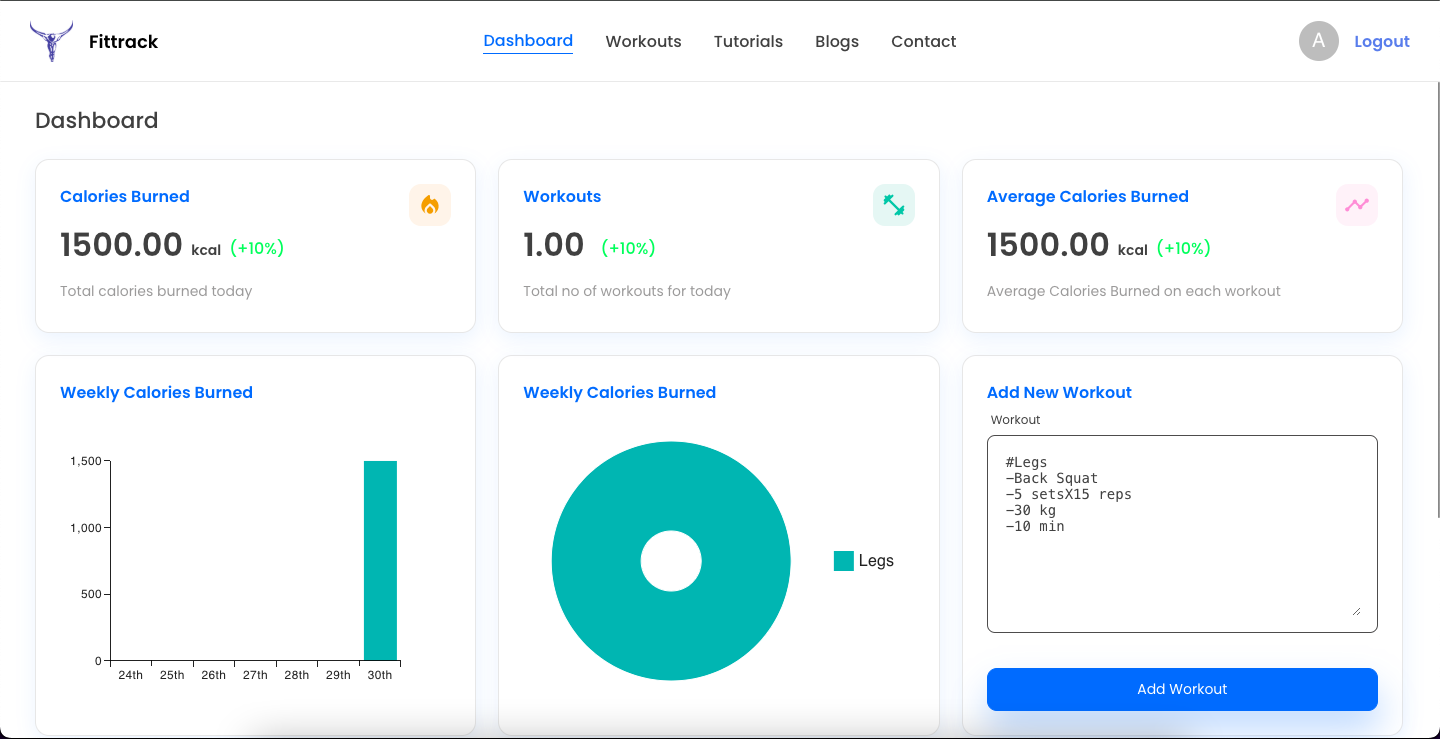 Fittrack
Dashboard Workouts Tutorials Blogs Contact
A Logout
Dashboard
Calories Burned
1500.00 kcal (+10%)
Total calories burned today
Workouts
1.00 (+10%)
Total no of workouts for today
Average Calories Burned
1500.00 kcal (+10%)
Average Calories Burned on each workout
Weekly Calories Burned
1,500
1,000
500
0
24th 25th 26th 27th 28th 29th 30th
Weekly Calories Burned
Legs
Add New Workout
Workout
#Legs
-Back Squat
-5 setsX15 reps
-30 kg
-10 min
Add Workout